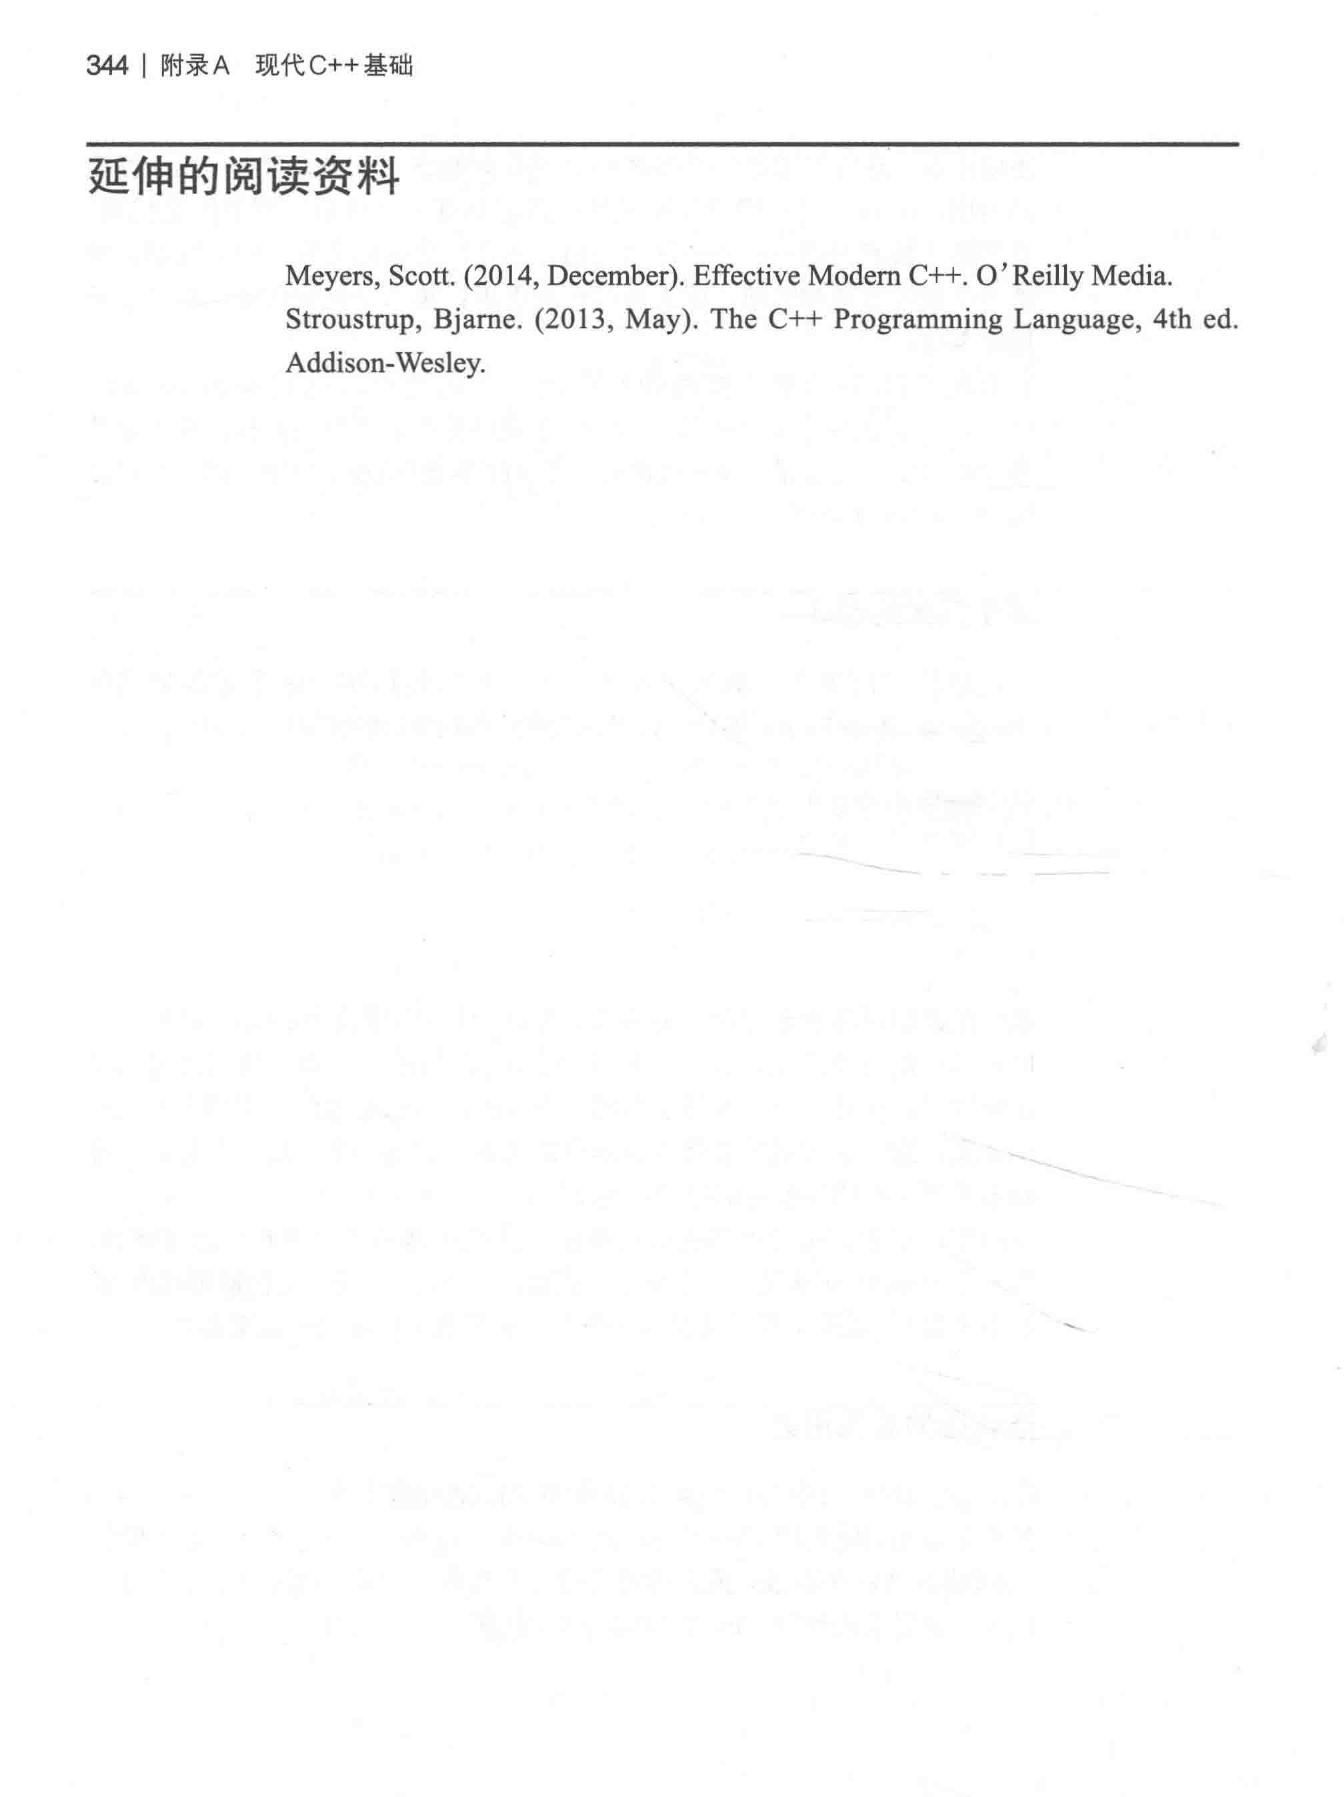 344 | 附录A 现代C++基础
延伸的阅读资料
Meyers, Scott. (2014, December). Effective Modern C++. O’Reilly Media.
Stroustrup, Bjarne. (2013, May). The C++ Programming Language, 4th ed.
Addison-Wesley.